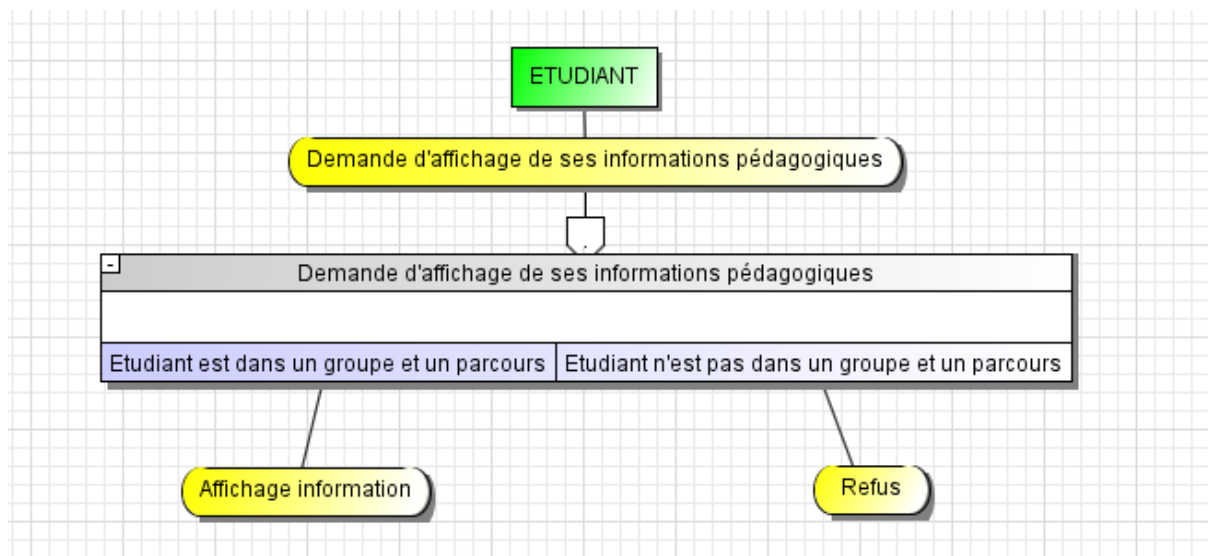 ETUDIANT
Demande d'affichage de ses informations pédagogiques
.
-
Demande d'affichage de ses informations pédagogiques
Etudiant est dans un groupe et un parcours
Etudiant n'est pas dans un groupe et un parcours
Affichage information
Refus